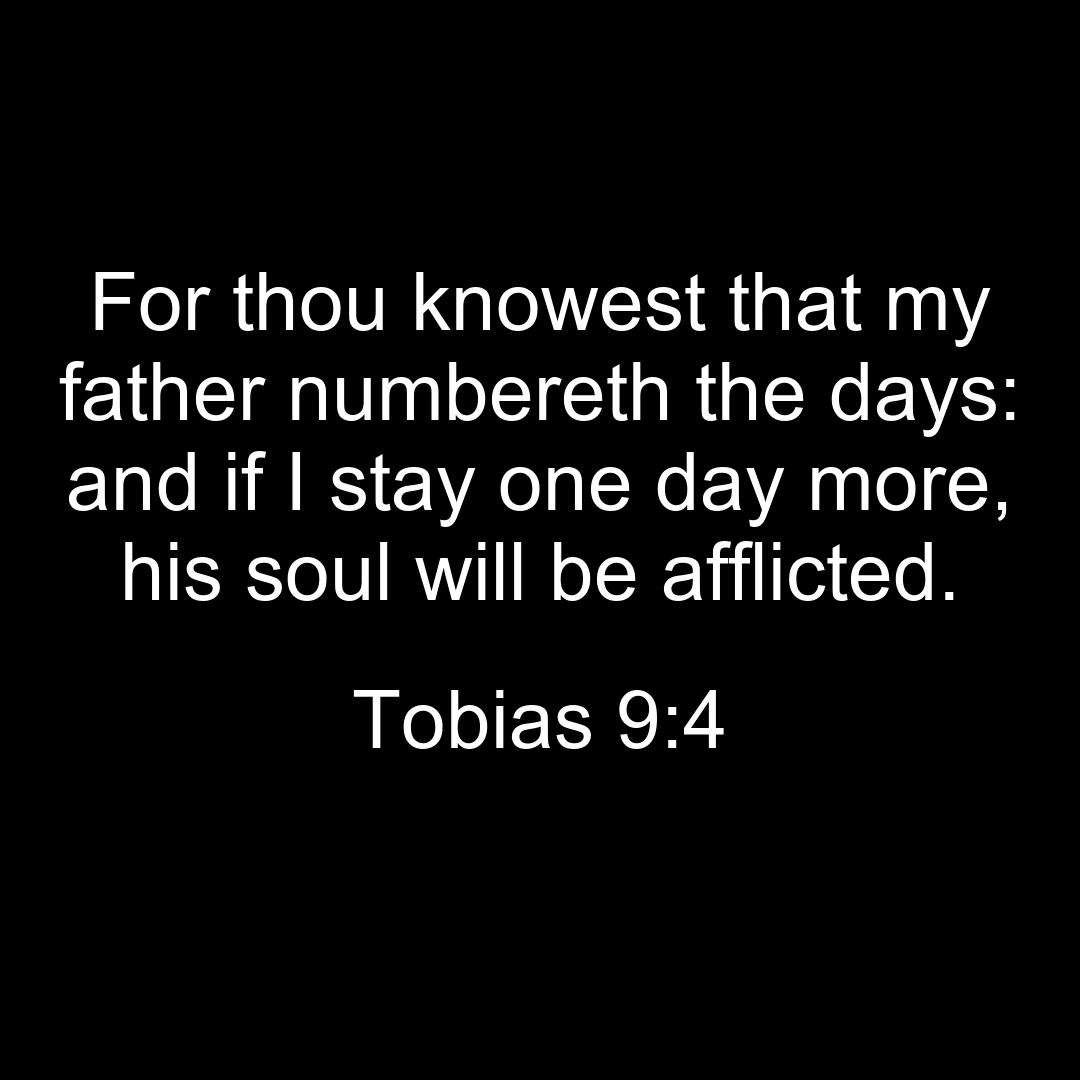 For thou knowest that my
father numbereth the days:
and if I stay one day more,
his soul will be afflicted.
Tobias 9:4